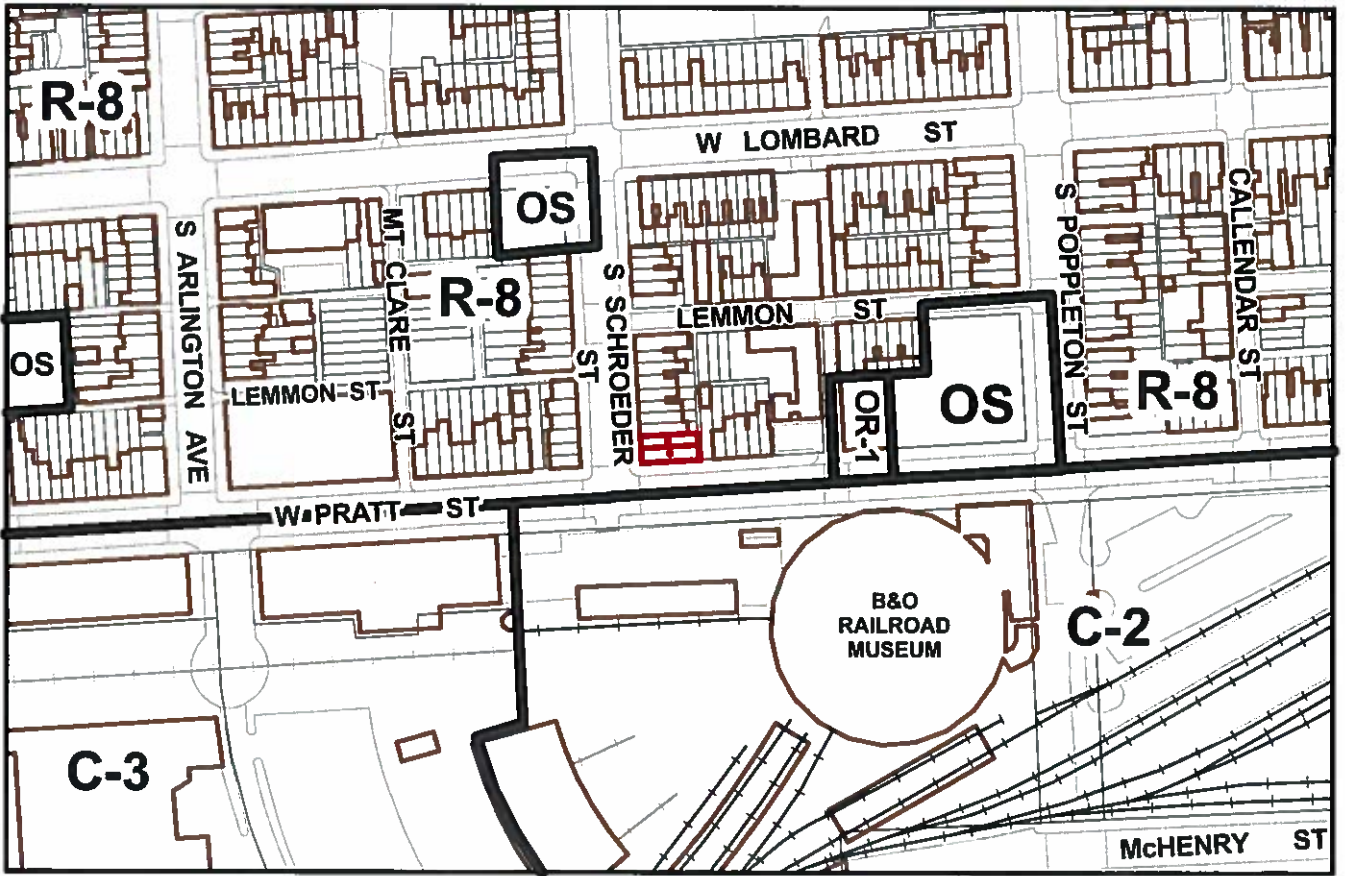 R-8
W LOMBARD ST
OS
S ARLINGTON AVE
MT CLARE ST
R-8
S SCHROEDER ST
LEMMON ST
S POPPLETON ST
CALLENDAR ST
OS
LEMMON ST
OR-1
OS
R-8
W PRATT ST
B&O
RAILROAD
MUSEUM
C-2
C-3
McHENRY ST